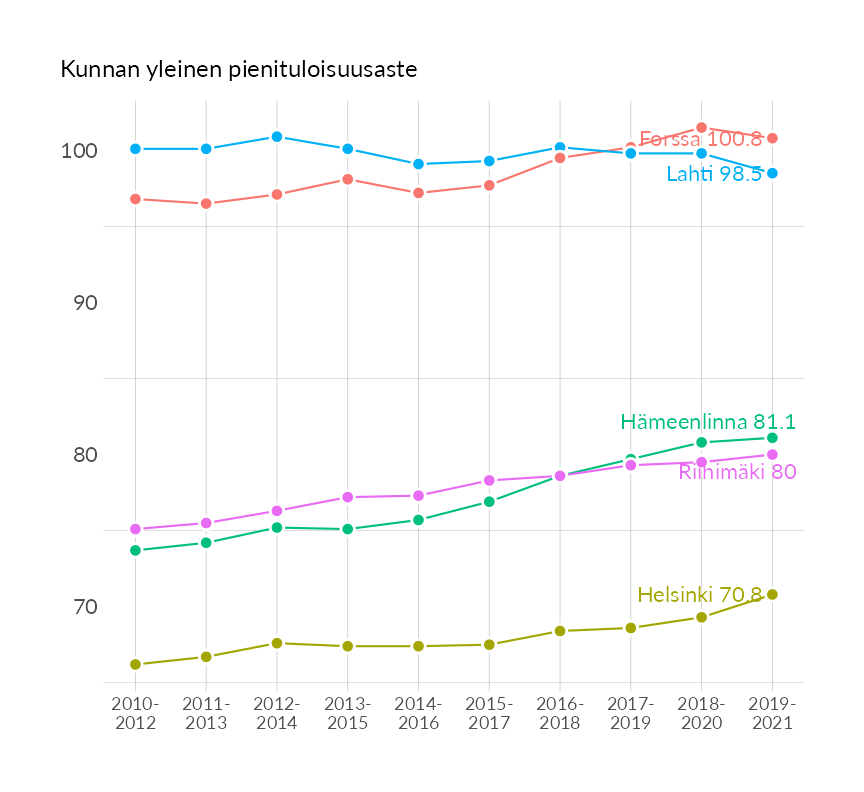 Kunnan yleinen pienituloisuusaste
100
90
80
70
Forssa 100.8
Lahti 98.5
Hämeenlinna 81.1
Riihimäki 80
Helsinki 70.8
2010- 2011- 2012- 2013- 2014- 2015- 2016- 2017- 2018- 2019-
2012 2013 2014 2015 2016 2017 2018 2019 2020 2021